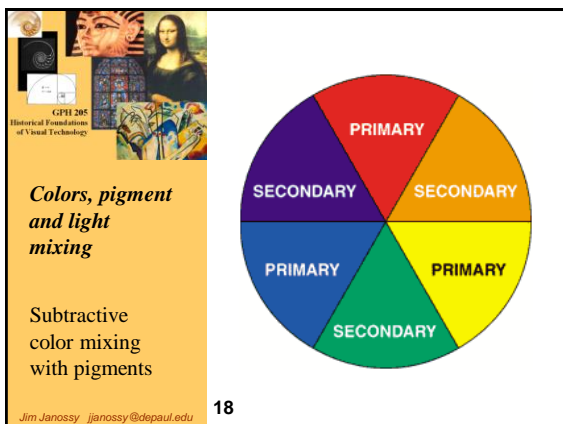 GPH 205
Historical Foundations
of Visual Technology
Colors, pigment
and light
mixing
Subtractive
color mixing
with pigments
Jim Janossy jjanossy@depaul.edu
PRIMARY
SECONDARY
SECONDARY
PRIMARY
PRIMARY
SECONDARY
18